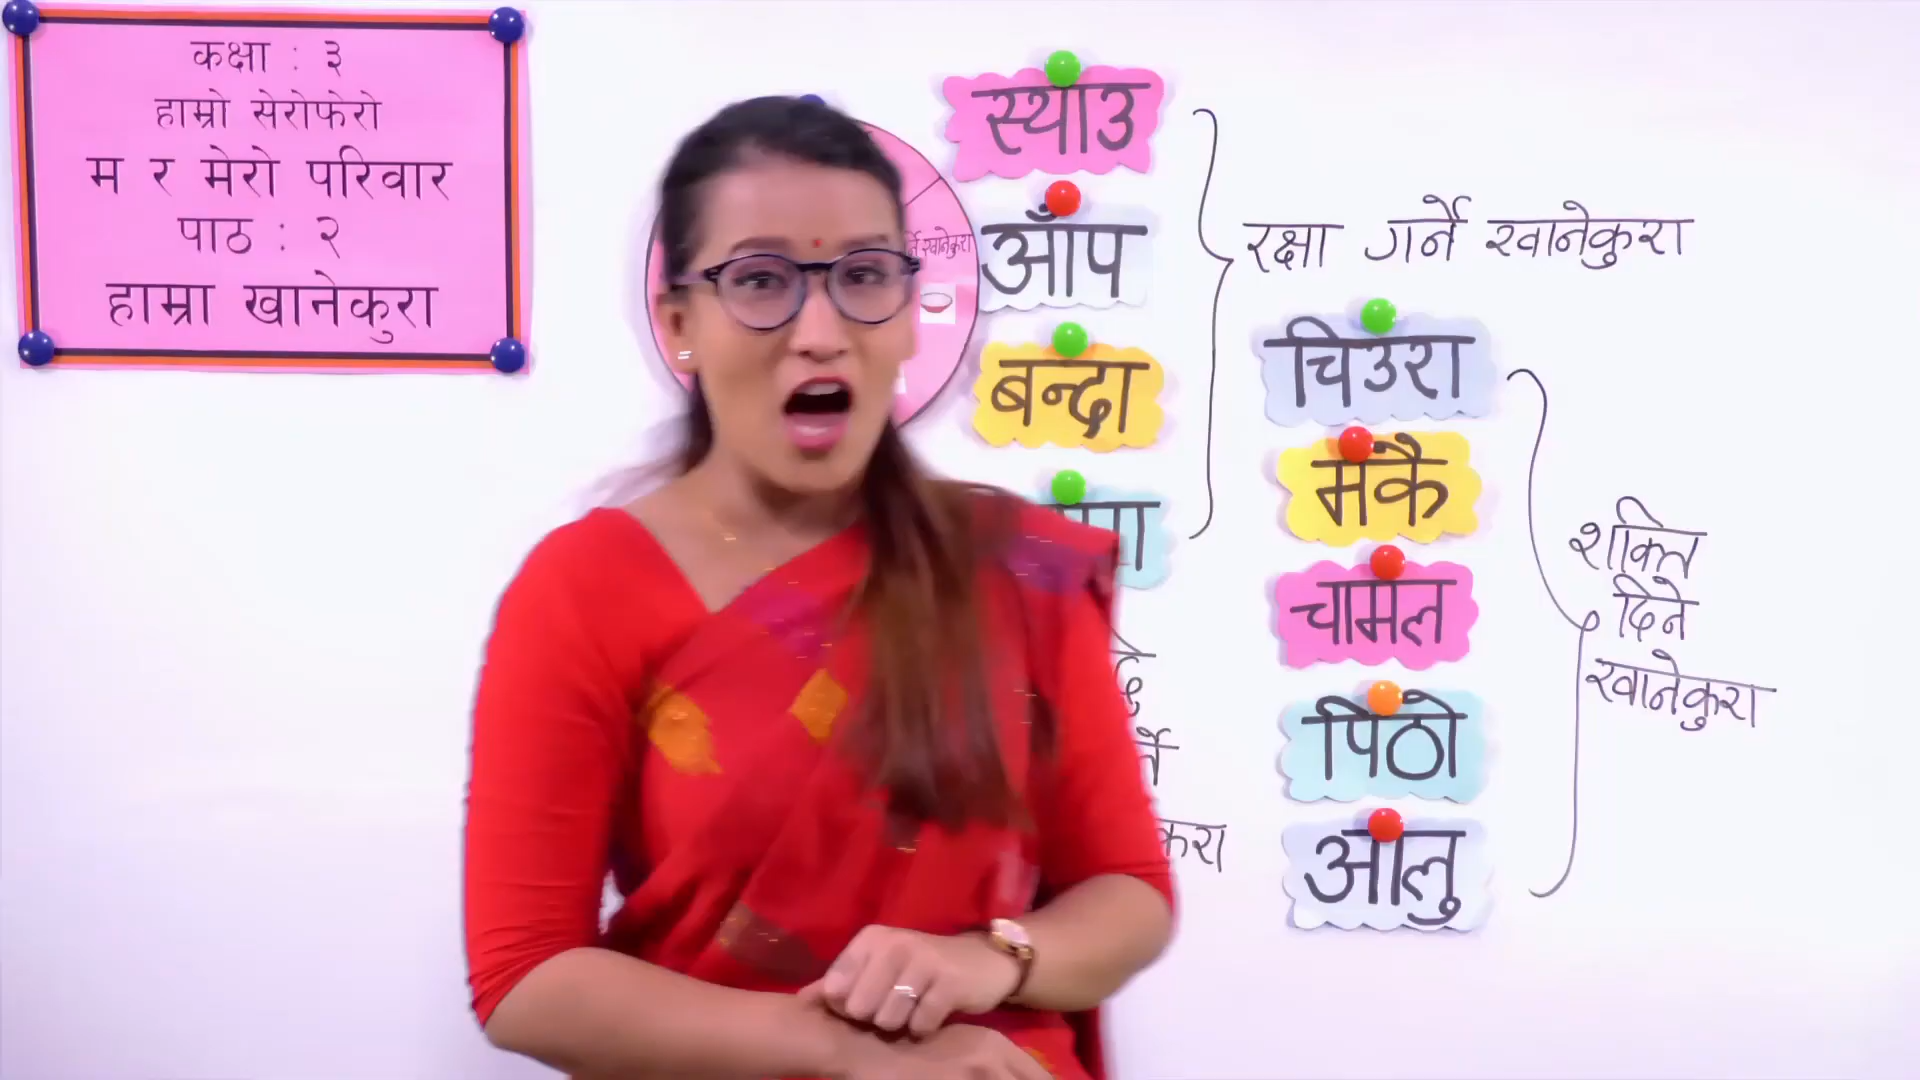 कक्षा : ३
हाम्रो सेरोफेरो
म र मेरो परिवार
पाठ : २
हाम्रा खानेकुरा
स्याउ
आँप
बन्दा
रक्षा गर्ने खानेकुरा
खानेकुरा
चिउरा
मकै
चामल
पिठो
आलु
शक्ति
दिने
खानेकुरा